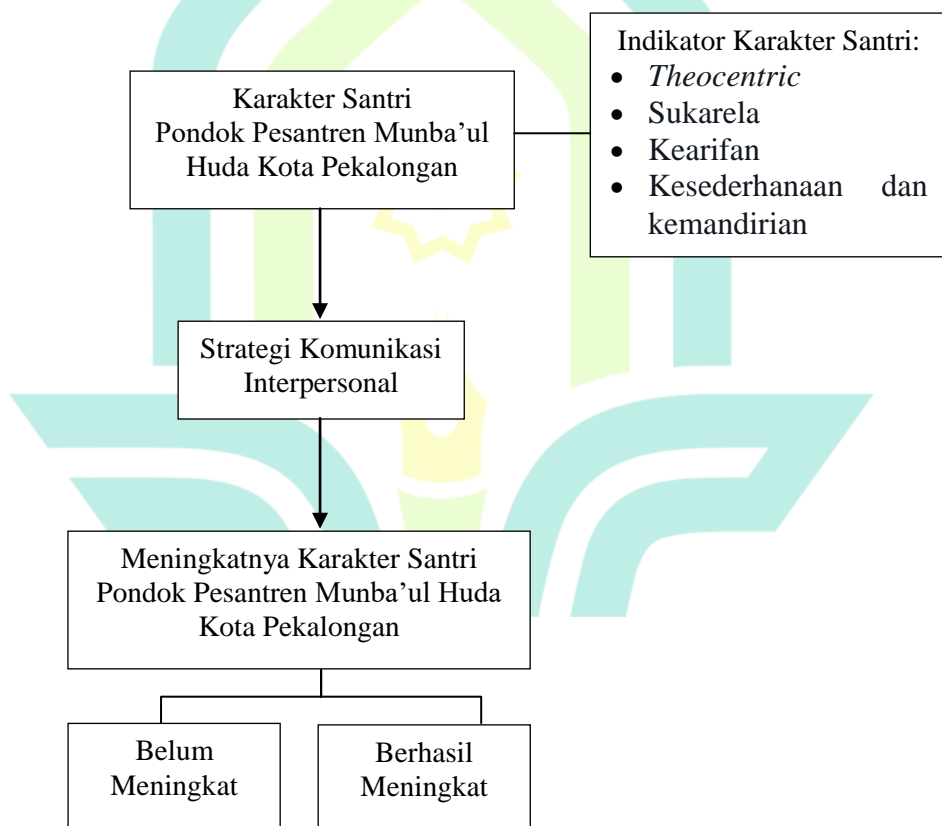 Karakter Santri
Pondok Pesantren Munba’ul
Huda Kota Pekalongan
Indikator Karakter Santri:
• Theocentric
• Sukarela
• Kearifan
• Kesederhanaan dan
kemandirian
Strategi Komunikasi
Interpersonal
Meningkatnya Karakter Santri
Pondok Pesantren Munba’ul Huda
Kota Pekalongan
Belum
Meningkat
Berhasil
Meningkat